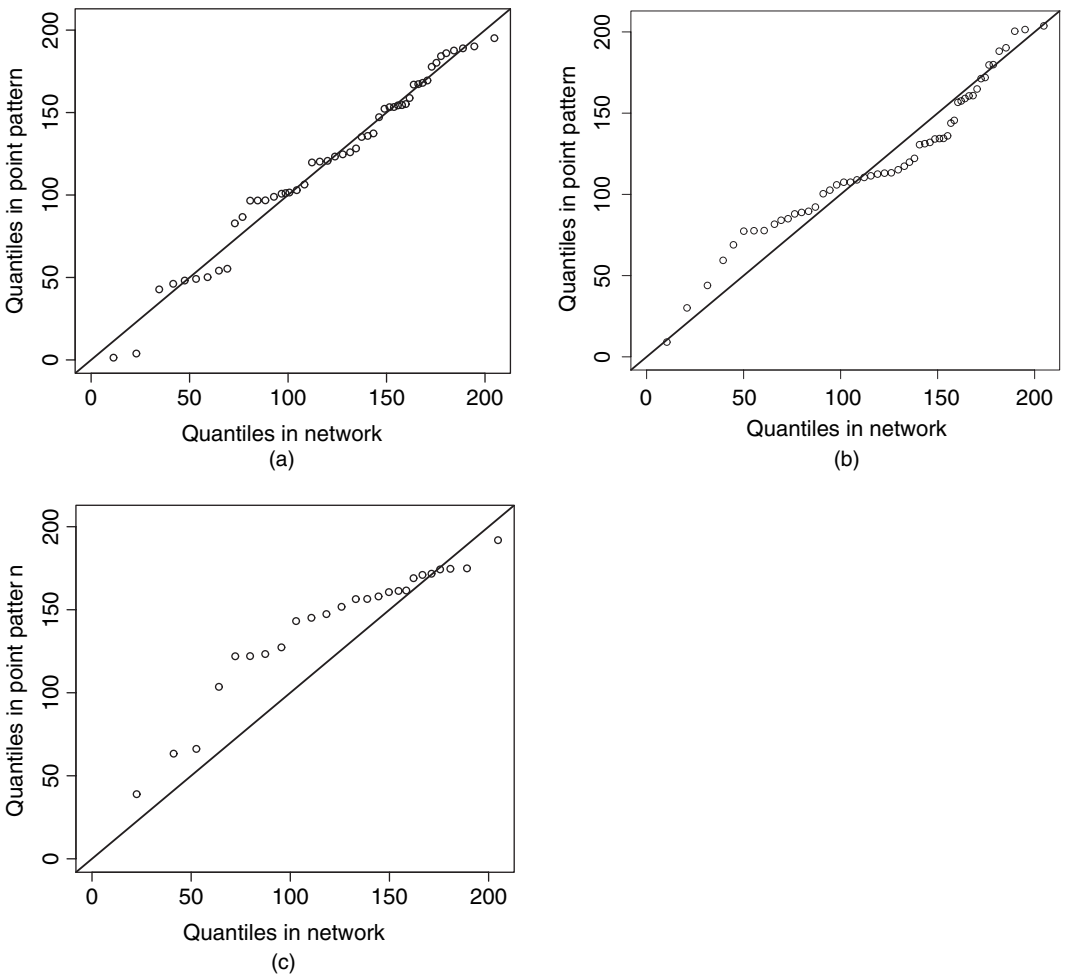 Quantiles in point pattern
200
150
100
50
0
0 50 100 150 200
Quantiles in network
(a)
Quantiles in point pattern
200
150
100
50
0
0 50 100 150 200
Quantiles in network
(b)
Quantiles in point patter n
200
150
100
50
0
0 50 100 150 200
Quantiles in network
(c)